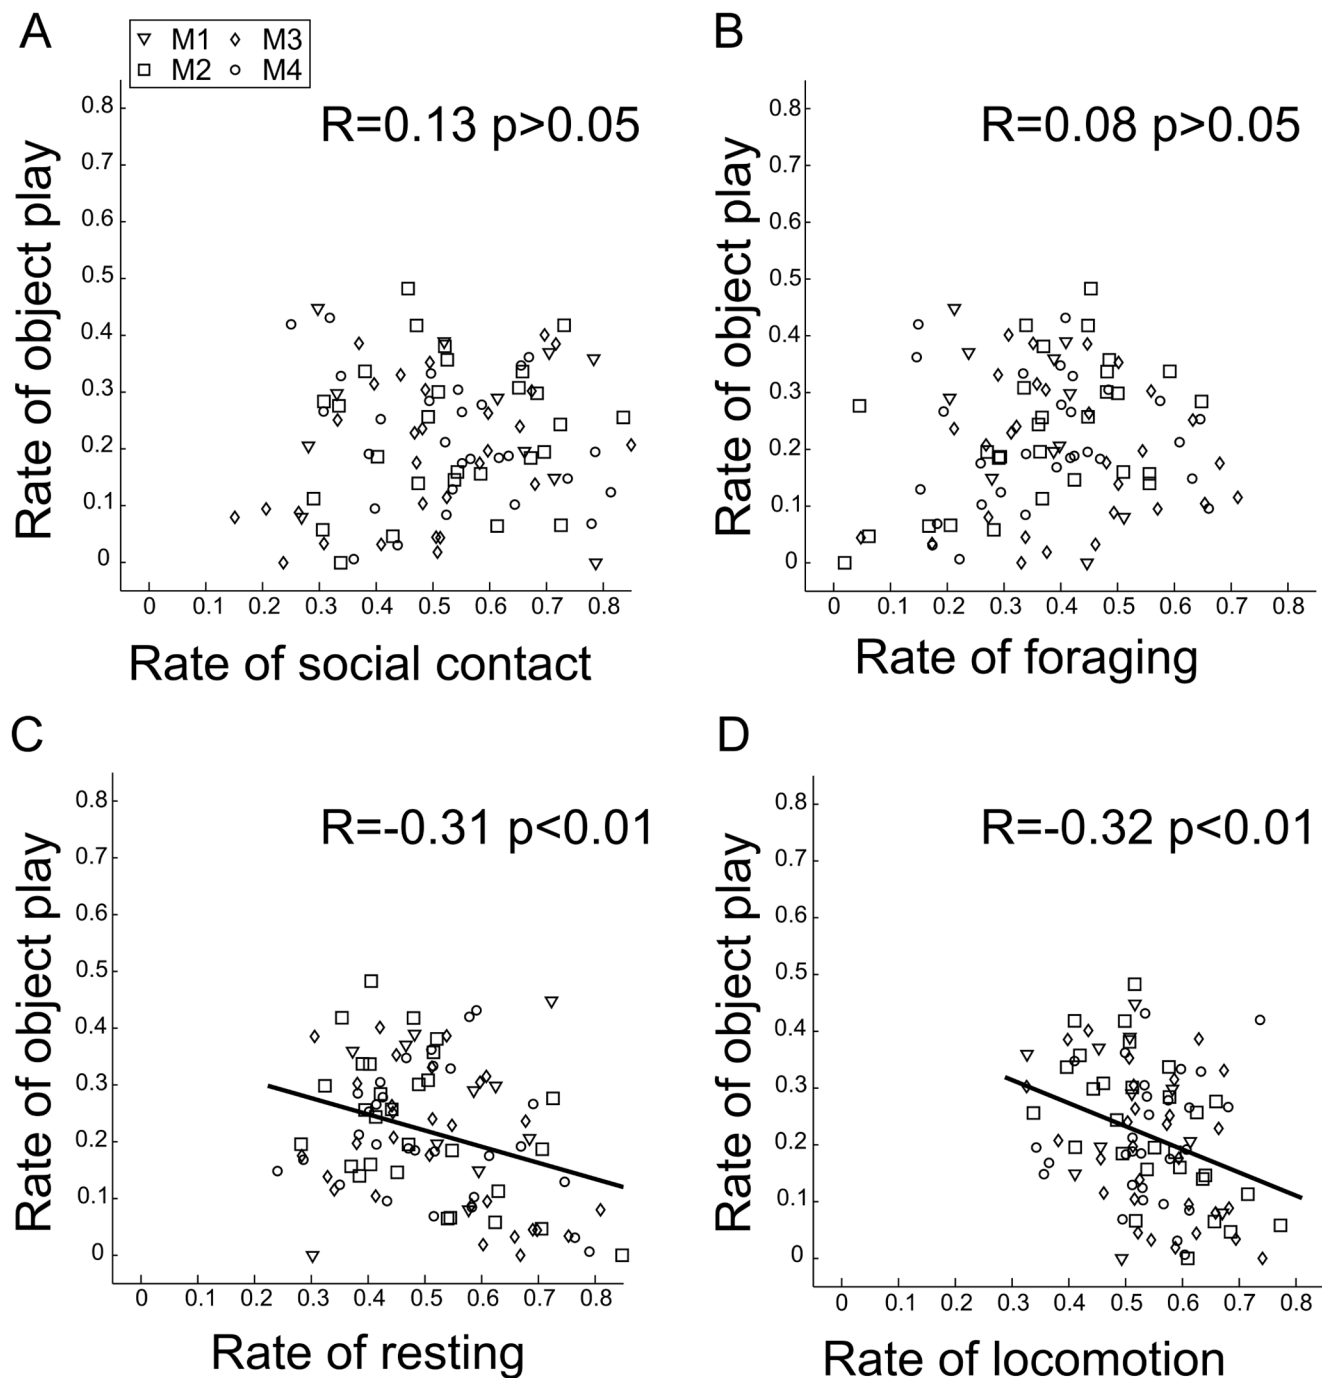 A
M1 M3
M2 M4
R=0.13 p>0.05
Rate of object play
0.8
0.7
0.6
0.5
0.4
0.3
0.2
0.1
0
0 0.1 0.2 0.3 0.4 0.5 0.6 0.7 0.8
Rate of social contact
B
R=0.08 p>0.05
Rate of object play
0.8
0.7
0.6
0.5
0.4
0.3
0.2
0.1
0
0 0.1 0.2 0.3 0.4 0.5 0.6 0.7 0.8
Rate of foraging
C
R=-0.31 p<0.01
Rate of object play
0.8
0.7
0.6
0.5
0.4
0.3
0.2
0.1
0
0 0.1 0.2 0.3 0.4 0.5 0.6 0.7 0.8
Rate of resting
D
R=-0.32 p<0.01
Rate of object play
0.8
0.7
0.6
0.5
0.4
0.3
0.2
0.1
0
0 0.1 0.2 0.3 0.4 0.5 0.6 0.7 0.8
Rate of locomotion